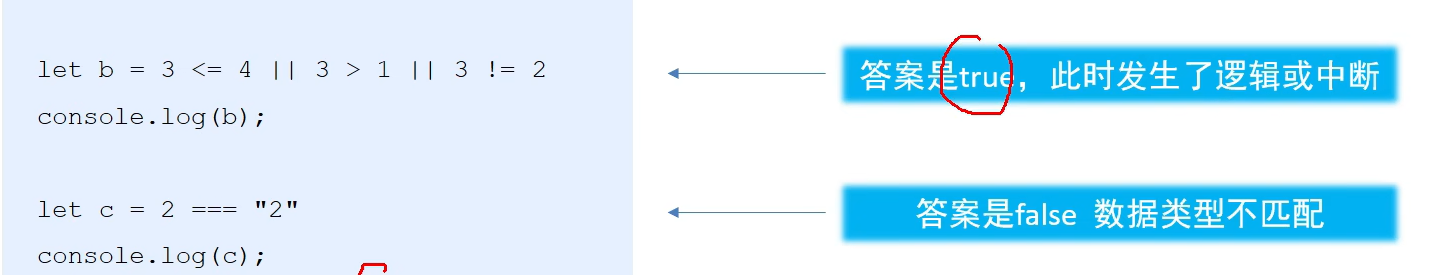 let b = 3 <= 4 || 3 > 1 || 3 != 2
答案是true，此时发生了逻辑或中断
console.log(b);
let c = 2 === "2"
答案是false 数据类型不匹配
console.log(c);